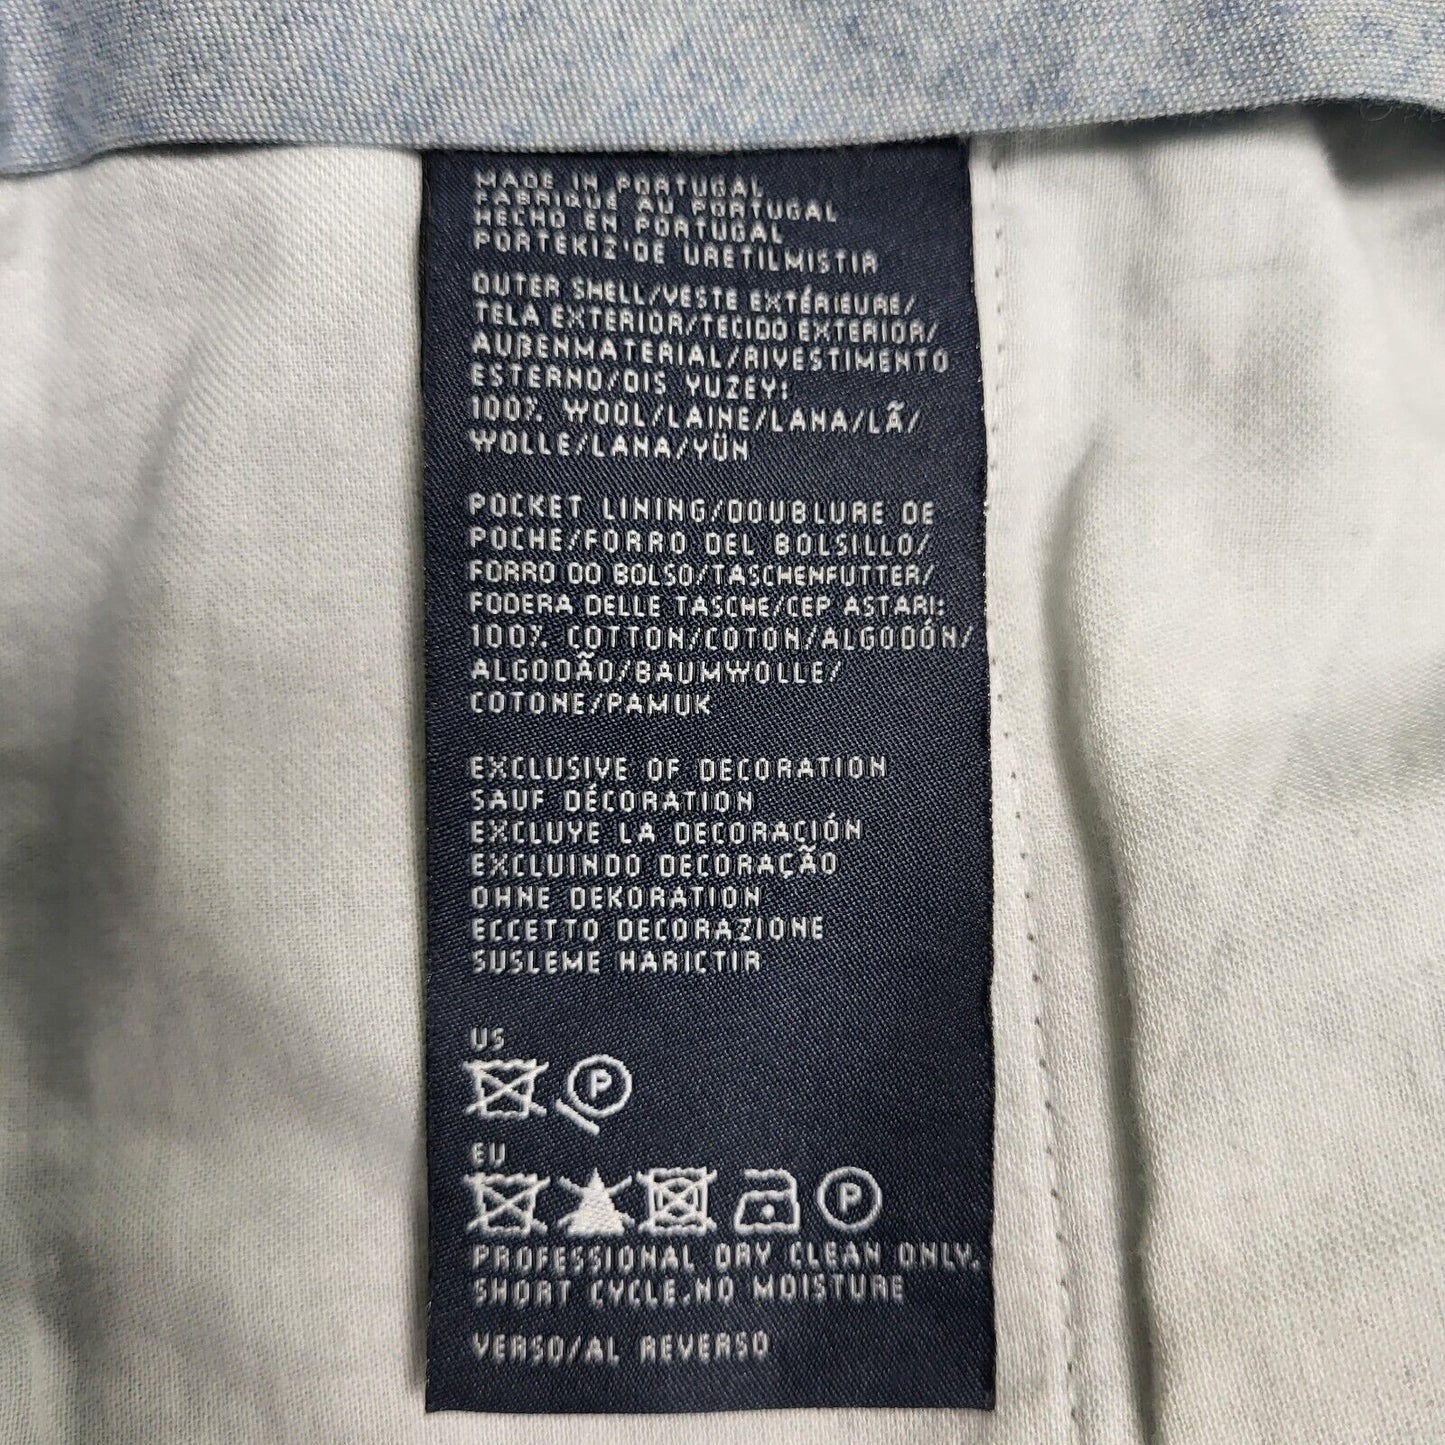 MADE IN PORTUGAL
FABRIQUÉ AU PORTUGAL
HECHO EN PORTUGAL
PORTEKIZ'DE URETILMISTIR
OUTER SHELL/VESTE EXTÉRIEURE/
TELA EXTERIOR/TECIDO EXTERIOR/
AUßENMATERIAL/RIVESTIMENTO
ESTERNO/DIS YUZEY:
100% WOOL/LAINE/LANA/LÃ/
WOLLE/LANA/YÜN
POCKET LINING/DOUBLURE DE
POCHE/FORRO DEL BOLSILLO/
FORRO DO BOLSO/TASCHENFUTTER/
FODERA DELLE TASCHE/CEP ASTARI:
100% COTTON/COTON/ALGODÓN/
ALGODÃO/BAUMWOLLE/
COTONE/PAMUK
EXCLUSIVE OF DECORATION
SAUF DÉCORATION
EXCLUYE LA DECORACIÓN
EXCLUINDO DECORAÇÃO
OHNE DEKORATION
ECCETTO DECORAZIONE
SUSLEME HARICTIR
US
P
EU
P
PROFESSIONAL DRY CLEAN ONLY.
SHORT CYCLE.NO MOISTURE
VERSO/AL REVERSO